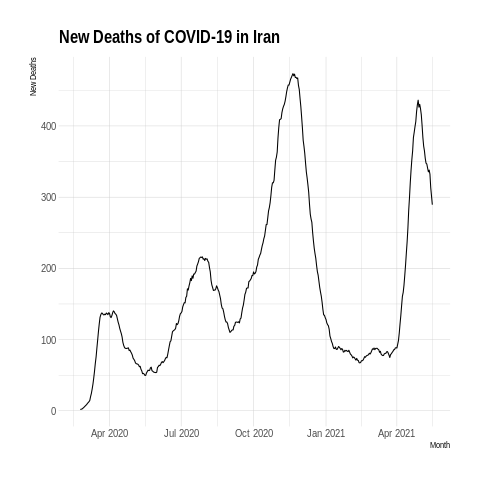 New Deaths of COVID-19 in Iran
New Deaths
400
300
200
100
0
Apr 2020 Jul 2020 Oct 2020 Jan 2021 Apr 2021
Month